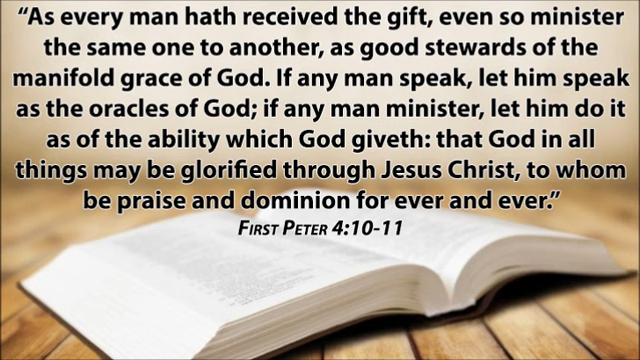 “As every man hath received the gift, even so minister
the same one to another, as good stewards of the
manifold grace of God. If any man speak, let him speak
as the oracles of God; if any man minister, let him do it
as of the ability which God giveth: that God in all
things may be glorified through Jesus Christ, to whom
be praise and dominion for ever and ever.”
First Peter 4:10-11